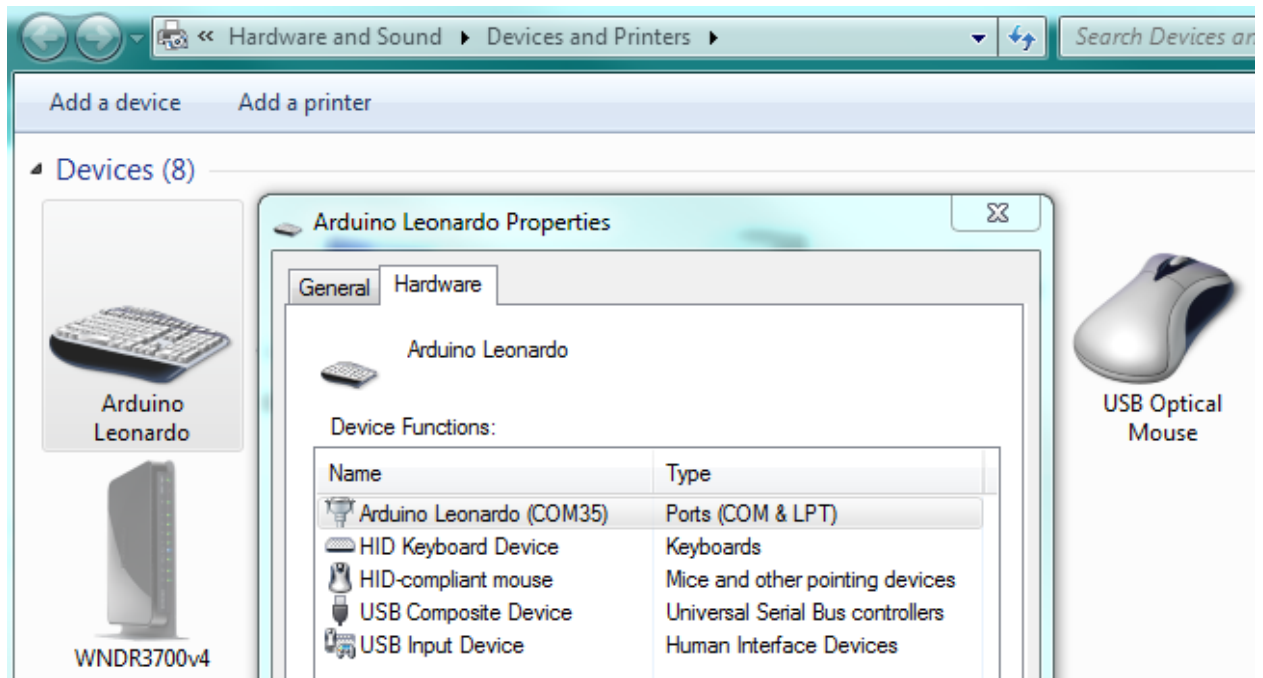 « Hardware and Sound ▸ Devices and Printers ▸
Search Devices an
Add a device Add a printer
Devices (8)
Arduino Leonardo Properties
General Hardware
Arduino Leonardo
Arduino
Leonardo
Device Functions:
Name Type
Arduino Leonardo (COM35) Ports (COM & LPT)
HID Keyboard Device Keyboards
HID-compliant mouse Mice and other pointing devices
USB Composite Device Universal Serial Bus controllers
USB Input Device Human Interface Devices
USB Optical
Mouse
WNDR3700v4